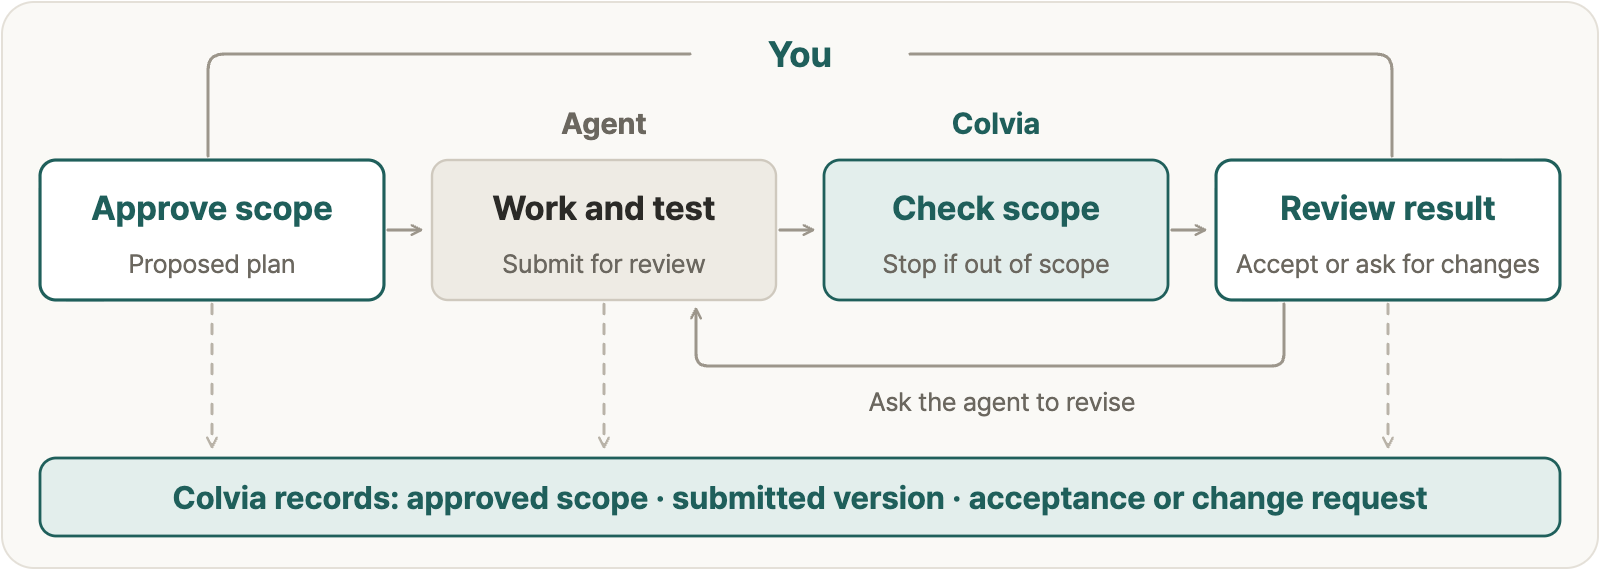 You
Agent
Colvia
Approve scope
Proposed plan
Work and test
Submit for review
Check scope
Stop if out of scope
Review result
Accept or ask for changes
Ask the agent to revise
Colvia records: approved scope · submitted version · acceptance or change request